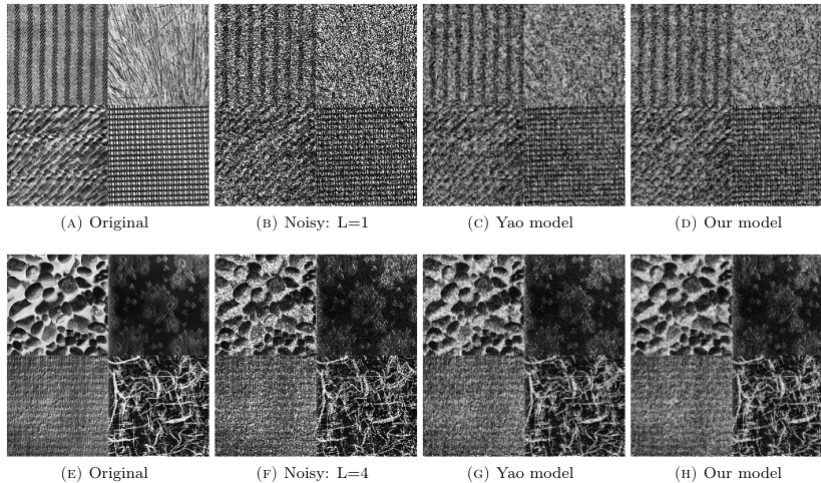 (A) Original
(B) Noisy: L=1
(C) Yao model
(D) Our model
(E) Original
(F) Noisy: L=4
(G) Yao model
(H) Our model